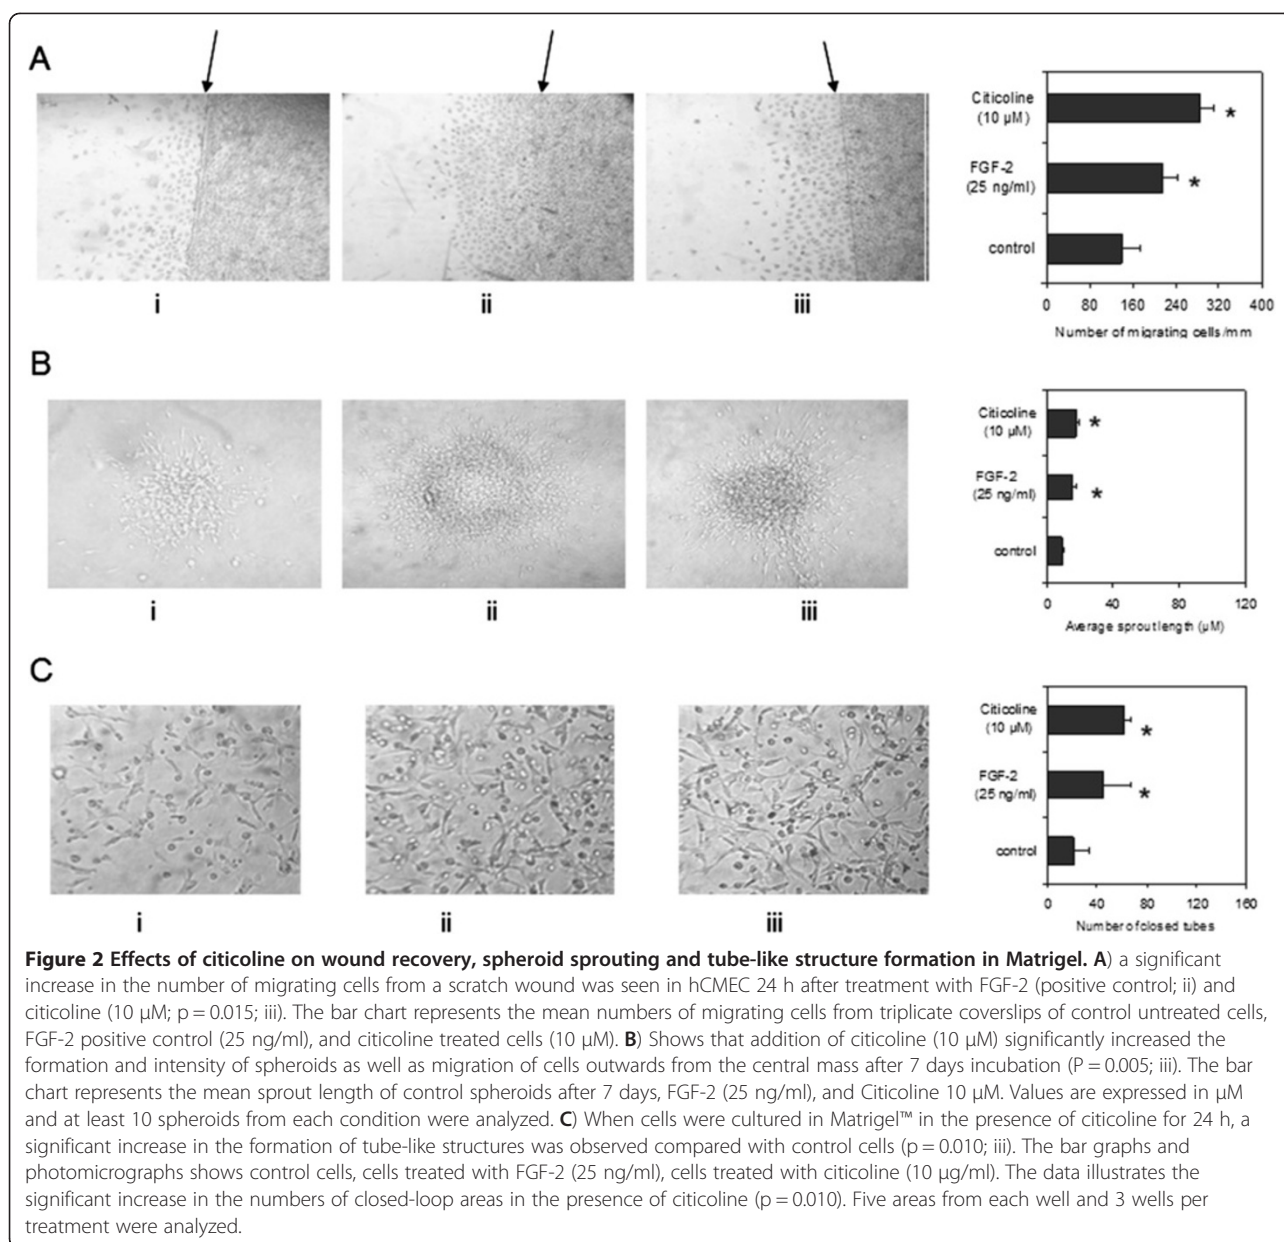 A
Citicoline
(10 µM)
*
FGF-2
(25 ng/ml)
*
control
0 80 160 240 320 400
Number of migrating cells/mm
i ii iii
B
Citicoline
(10 µM)
*
FGF-2
(25 ng/ml)
*
control
0 40 80 120
Average sprout length (µM)
i ii iii
C
Citicoline
(10 µM)
*
FGF-2
(25 ng/ml)
*
control
0 40 80 120 160
Number of closed tubes
i ii iii
Figure 2 Effects of citicoline on wound recovery, spheroid sprouting and tube-like structure formation in Matrigel. A) a significant
increase in the number of migrating cells from a scratch wound was seen in hCMEC 24 h after treatment with FGF-2 (positive control; ii) and
citicoline (10 µM; p = 0.015; iii). The bar chart represents the mean numbers of migrating cells from triplicate coverslips of control untreated cells,
FGF-2 positive control (25 ng/ml), and citicoline treated cells (10 µM). B) Shows that addition of citicoline (10 µM) significantly increased the
formation and intensity of spheroids as well as migration of cells outwards from the central mass after 7 days incubation (P = 0.005; iii). The bar
chart represents the mean sprout length of control spheroids after 7 days, FGF-2 (25 ng/ml), and Citicoline 10 µM. Values are expressed in µM
and at least 10 spheroids from each condition were analyzed. C) When cells were cultured in Matrigel™ in the presence of citicoline for 24 h, a
significant increase in the formation of tube-like structures was observed compared with control cells (p = 0.010; iii). The bar graphs and
photomicrographs shows control cells, cells treated with FGF-2 (25 ng/ml), cells treated with citicoline (10 µg/ml). The data illustrates the
significant increase in the numbers of closed-loop areas in the presence of citicoline (p = 0.010). Five areas from each well and 3 wells per
treatment were analyzed.